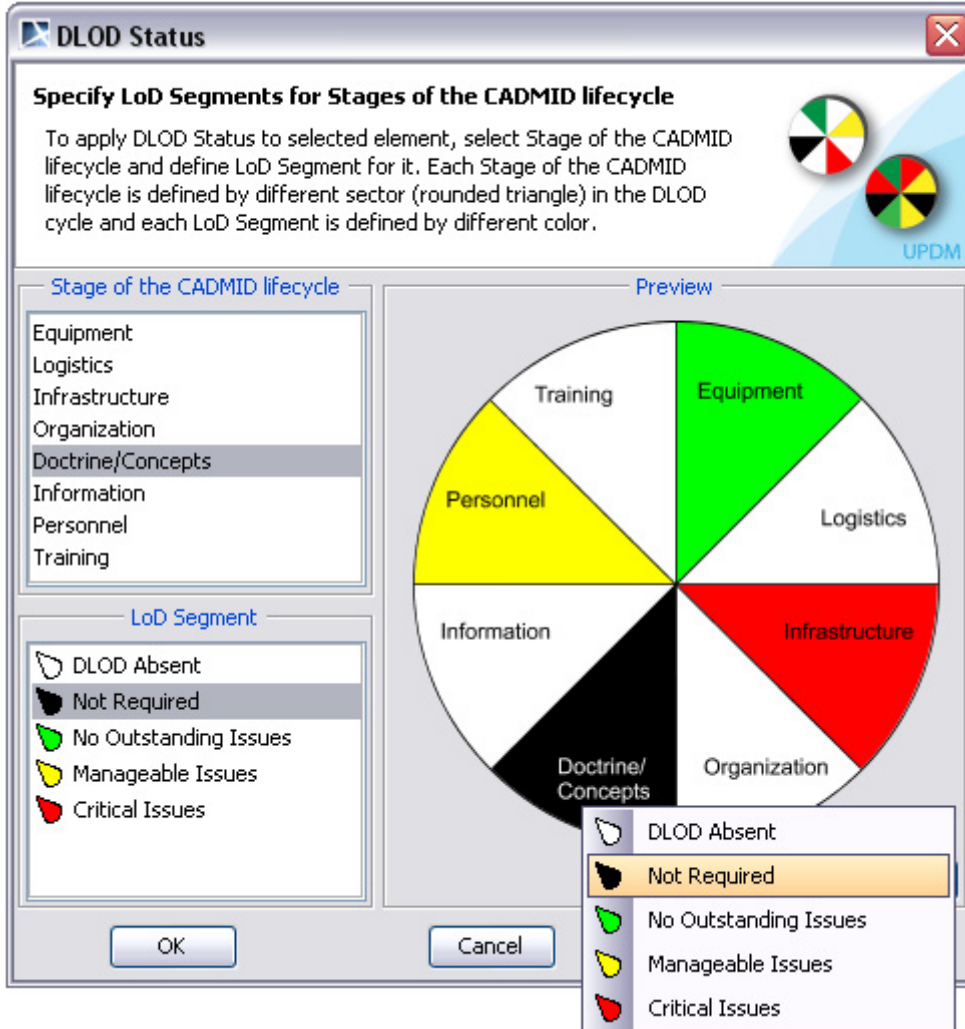 DLOD Status
Specify LoD Segments for Stages of the CADMID lifecycle
To apply DLOD Status to selected element, select Stage of the CADMID
lifecycle and define LoD Segment for it. Each Stage of the CADMID
lifecycle is defined by different sector (rounded triangle) in the DLOD
cycle and each LoD Segment is defined by different color.
UPDM
Stage of the CADMID lifecycle
Equipment
Logistics
Infrastructure
Organization
Doctrine/Concepts
Information
Personnel
Training
LoD Segment
DLOD Absent
Not Required
No Outstanding Issues
Manageable Issues
Critical Issues
Preview
Training
Equipment
Personnel
Logistics
Information
Infrastructure
Doctrine/
Concepts
Organization
DLOD Absent
Not Required
No Outstanding Issues
Manageable Issues
Critical Issues
OK
Cancel